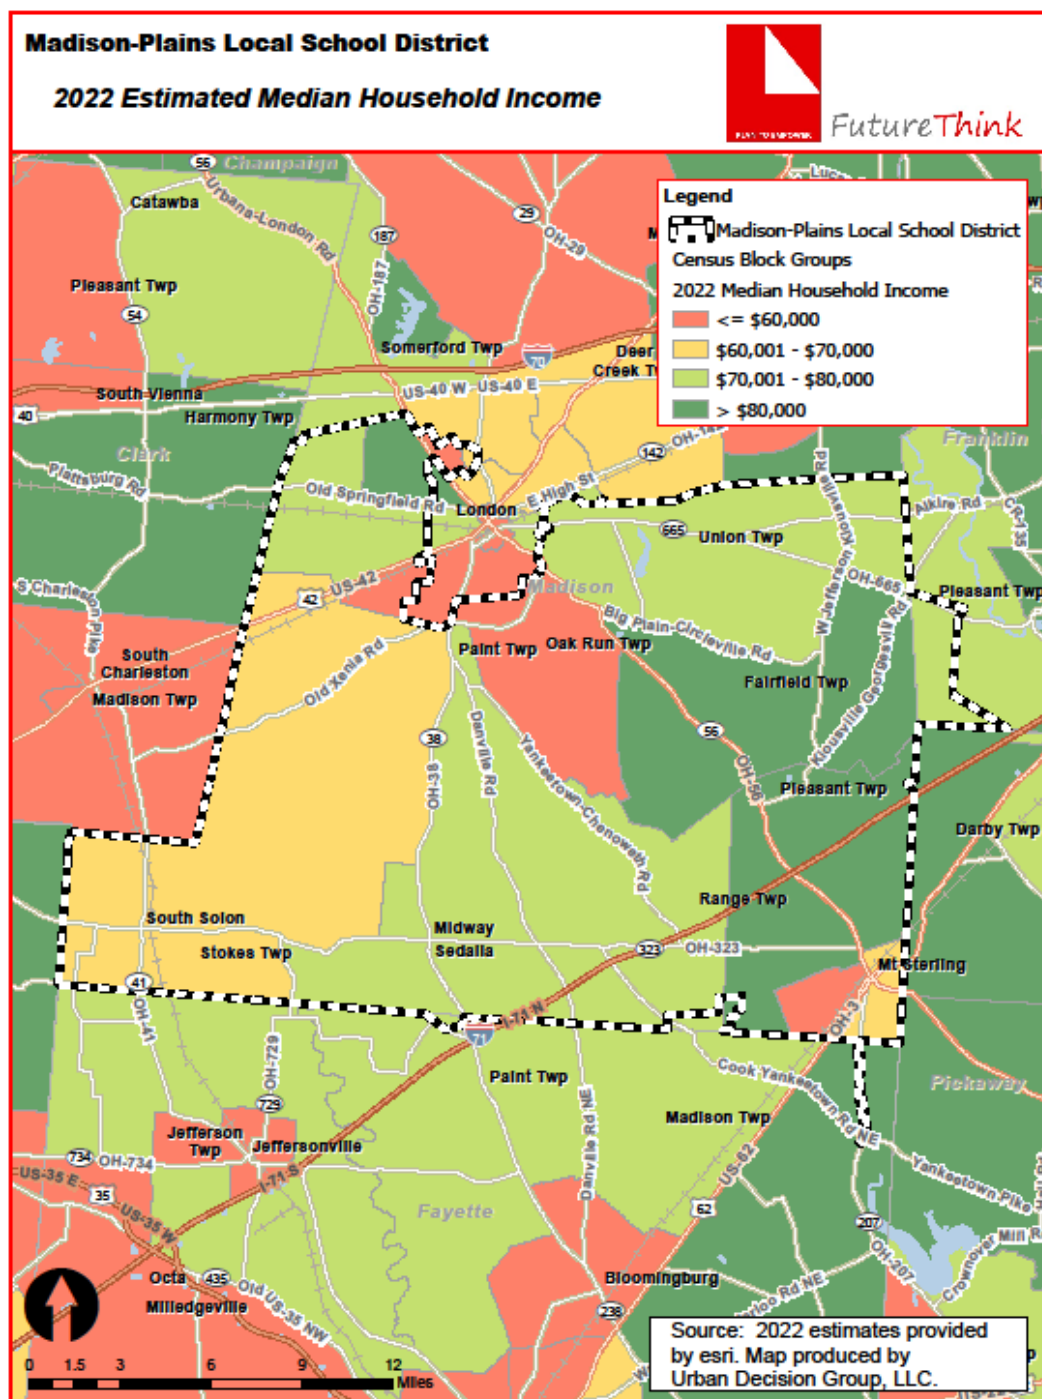 Madison-Plains Local School District
2022 Estimated Median Household Income
PLAN TO EMPOWER
FutureThink
Legend
Madison-Plains Local School District
Census Block Groups
2022 Median Household Income
<= $60,000
$60,001 - $70,000
$70,001 - $80,000
> $80,000
56
Champaign
Catawba
Urbana-London Rd
29
OH-29
187
OH-187
Pleasant Twp
54
Somerford Twp
70
Deer
Creek
South Vienna
US-40 W
US-40 E
40
Harmony Twp
Clark
142
Franklin
Plattsburg Rd
Old Springfield Rd
E High St
London
665
Union Twp
Alkire Rd
CR-135
S Charleston Pike
US-42
42
Madison
OH-665
Pleasant Twp
W Jefferson Kiousville Rd
Big Plain-Circleville Rd
Paint Twp
Oak Run Twp
South
Charleston
Madison Twp
Old Xenia Rd
Fairfield Twp
Kiousville Georgesville Rd
38
OH-38
Danville Rd
Yankeetown-Chenoweth Rd
56
OH-56
Pleasant Twp
Darby Twp
Range Twp
South Solon
Midway
Stokes Twp
Sedalia
323
OH-323
Mt Sterling
41
OH-41
I-71 N
71
OH-3
OH-729
Paint Twp
Cook Yankeetown Rd NE
Pickaway
729
Danville Rd NE
Madison Twp
Jefferson
Twp
Jeffersonville
734
OH-734
US-62
Yankeetown Pike
US-35 E
35
I-71 S
US-35 W
Fayette
62
207
OH-207
Octa
435
Old US-35 NW
Milledgeville
Bloomingburg
238
Crownover Mill R
0 1.5 3 6 9 12
Miles
Source: 2022 estimates provided
by esri. Map produced by
Urban Decision Group, LLC.